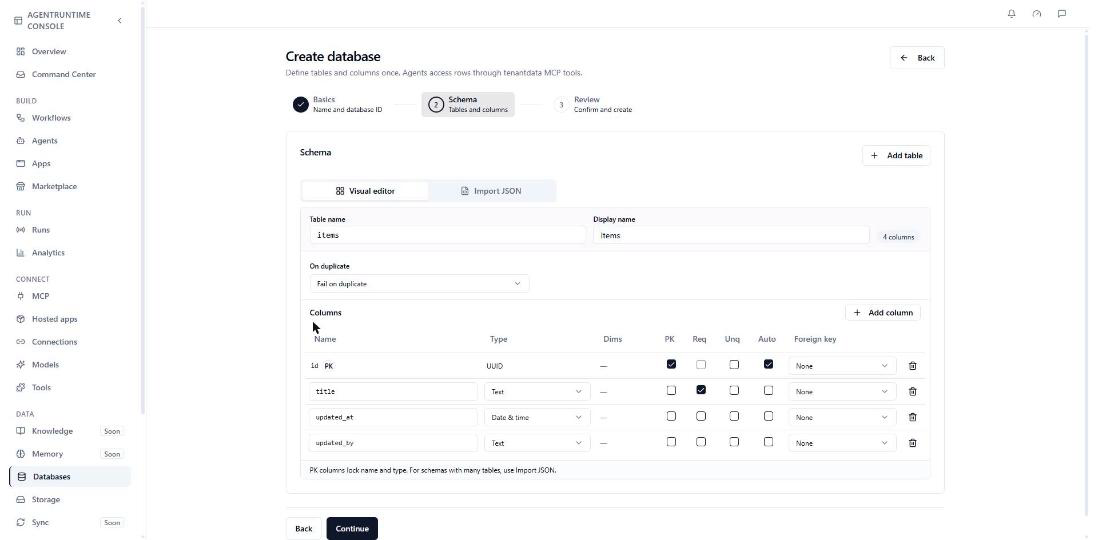 AGENTRUNTIME
CONSOLE
Overview
Command Center
BUILD
Workflows
Agents
Apps
Marketplace
RUN
Runs
Analytics
CONNECT
MCP
Hosted apps
Connections
Models
Tools
DATA
Knowledge Soon
Memory Soon
Databases
Storage
Sync Soon
Create database
Back
Define tables and columns once. Agents access rows through tenantdata MCP tools.
Basics
Name and database ID
2 Schema
Tables and columns
3 Review
Confirm and create
Schema
Add table
Visual editor Import JSON
Table name Display name
items Items 4 columns
On duplicate
Fail on duplicate
Columns Add column
Name Type Dims PK Req Unq Auto Foreign key
id PK UUID — None
title Text — None
updated_at Date & time — None
updated_by Text — None
PK columns lock name and type. For schemas with many tables, use Import JSON.
Back Continue